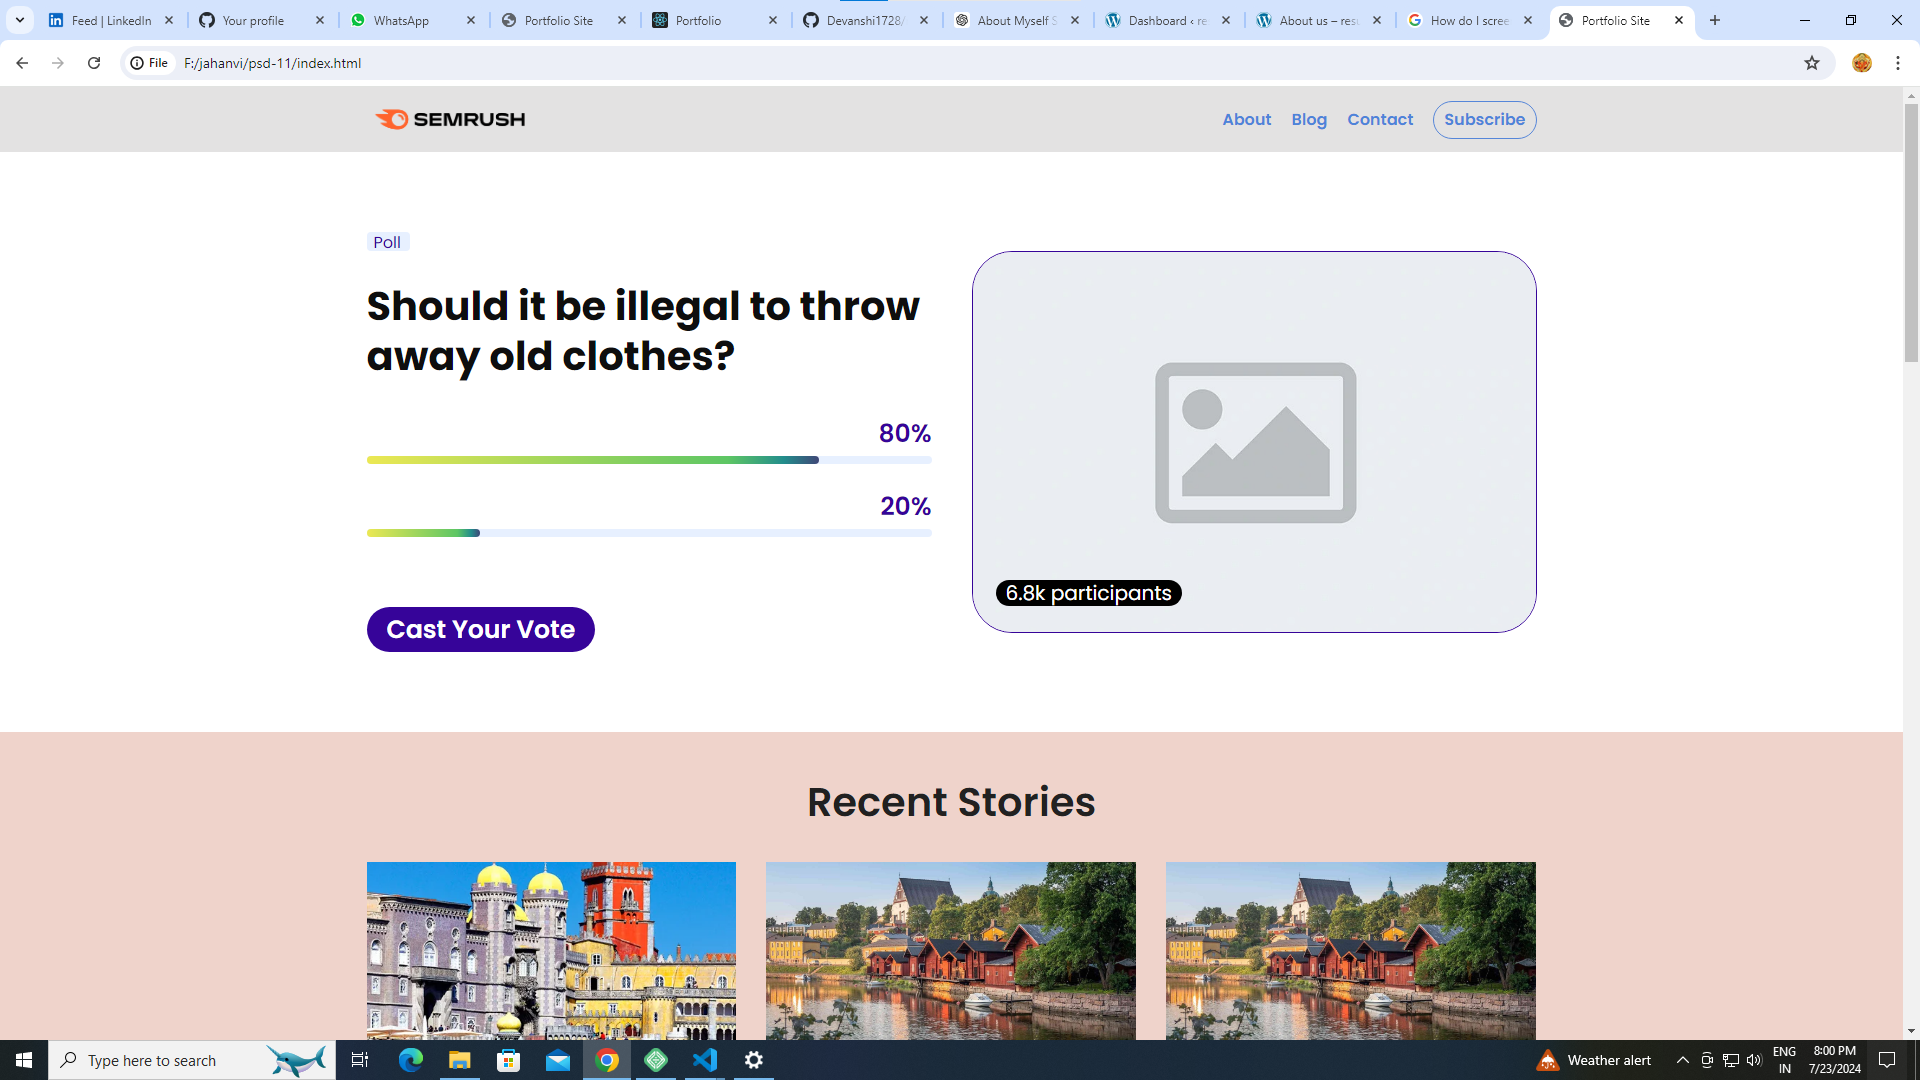 Feed | LinkedIn
Your profile
WhatsApp
Portfolio Site
Portfolio
Devanshi1728/
About Myself S
Dashboard ‹ re
About us – resu
How do I scree
Portfolio Site
File
F:/jahanvi/psd-11/index.html
SEMRUSH
About
Blog
Contact
Subscribe
Poll
Should it be illegal to throw
away old clothes?
80%
20%
Cast Your Vote
6.8k participants
Recent Stories
Type here to search
Weather alert
ENG
IN
8:00 PM
7/23/2024